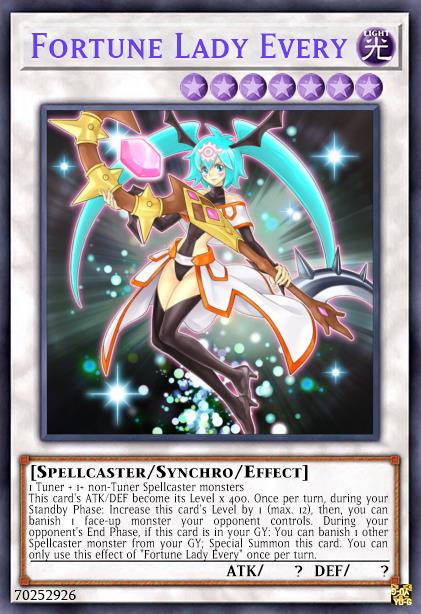 FORTUNE LADY EVERY
LIGHT
光
[SPELLCASTER/SYNCHRO/EFFECT]
1 Tuner + 1+ non-Tuner Spellcaster monsters
This card's ATK/DEF become its Level x 400. Once per turn, during your
Standby Phase: Increase this card's Level by 1 (max. 12), then, you can
banish 1 face-up monster your opponent controls. During your
opponent's End Phase, if this card is in your GY: You can banish 1 other
Spellcaster monster from your GY; Special Summon this card. You can
only use this effect of "Fortune Lady Every" once per turn.
ATK/ ? DEF/ ?
70252926